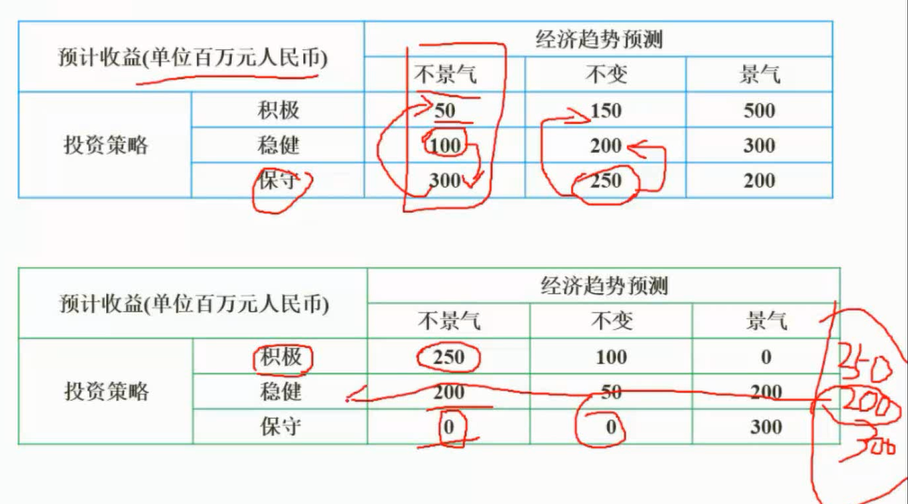 预计收益(单位百万元人民币) 经济趋势预测
不景气 不变 景气
投资策略 积极 50 150 500
稳健 100 200 300
保守 300 250 200
预计收益(单位百万元人民币) 经济趋势预测
不景气 不变 景气
投资策略 积极 250 100 0 250
稳健 200 50 200 200
保守 0 0 300 300